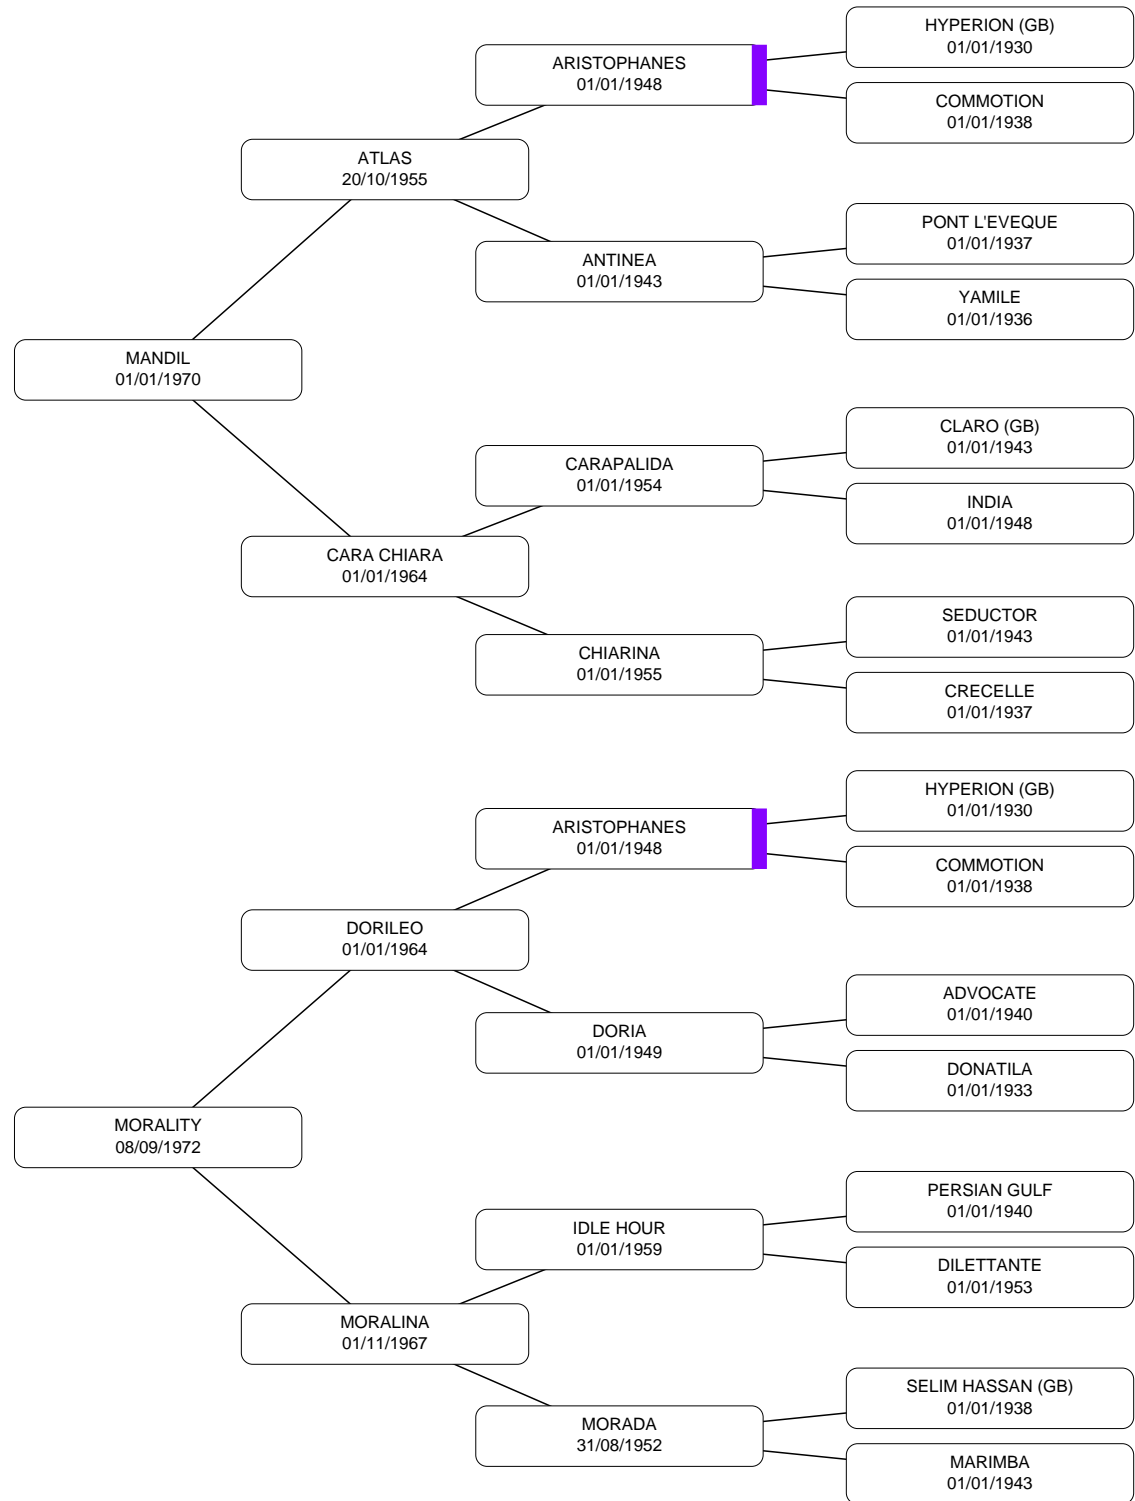 HYPERION (GB)
01/01/1930
ARISTOPHANES
01/01/1948
COMMOTION
01/01/1938
ATLAS
20/10/1955
PONT L'EVEQUE
01/01/1937
ANTINEA
01/01/1943
YAMILE
01/01/1936
MANDIL
01/01/1970
CLARO (GB)
01/01/1943
CARAPALIDA
01/01/1954
INDIA
01/01/1948
CARA CHIARA
01/01/1964
SEDUCTOR
01/01/1943
CHIARINA
01/01/1955
CRECELLE
01/01/1937
HYPERION (GB)
01/01/1930
ARISTOPHANES
01/01/1948
COMMOTION
01/01/1938
DORILEO
01/01/1964
ADVOCATE
01/01/1940
DORIA
01/01/1949
DONATILA
01/01/1933
MORALITY
08/09/1972
PERSIAN GULF
01/01/1940
IDLE HOUR
01/01/1959
DILETTANTE
01/01/1953
MORALINA
01/11/1967
SELIM HASSAN (GB)
01/01/1938
MORADA
31/08/1952
MARIMBA
01/01/1943